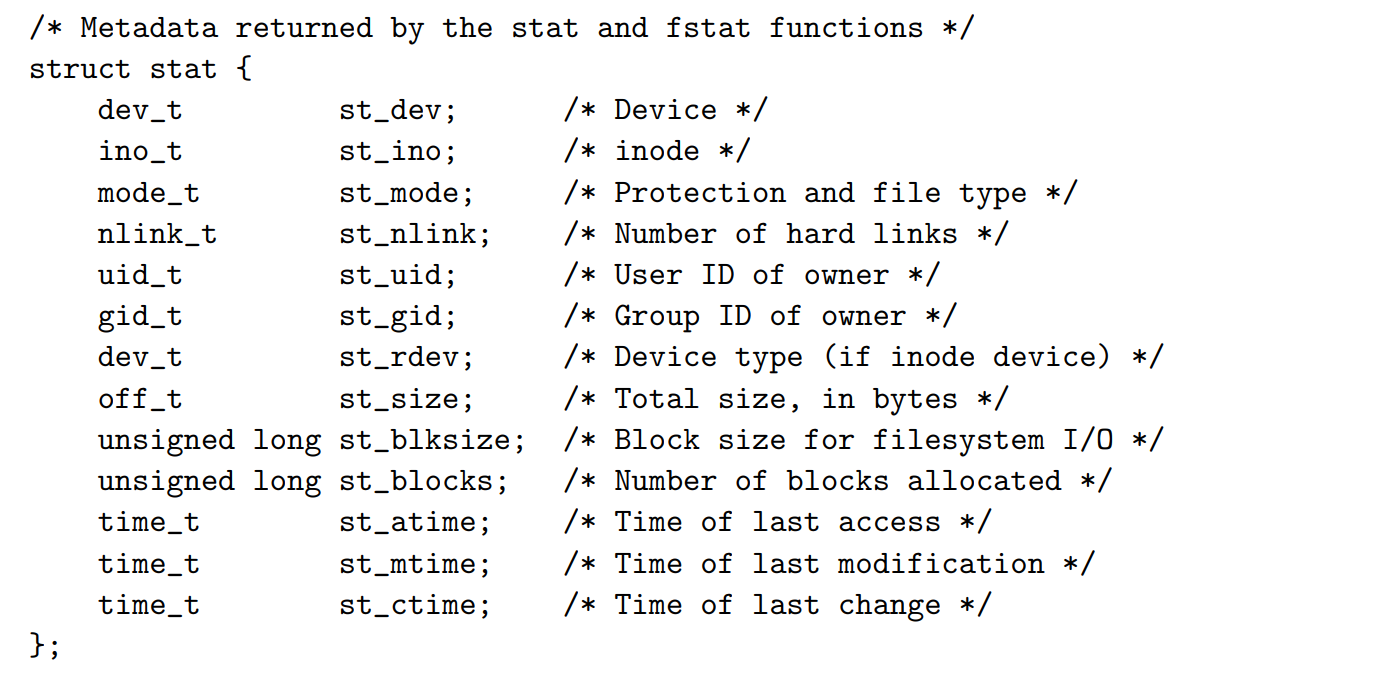 /* Metadata returned by the stat and fstat functions */
struct stat {
    dev_t         st_dev;      /* Device */
    ino_t         st_ino;      /* inode */
    mode_t        st_mode;     /* Protection and file type */
    nlink_t       st_nlink;    /* Number of hard links */
    uid_t         st_uid;      /* User ID of owner */
    gid_t         st_gid;      /* Group ID of owner */
    dev_t         st_rdev;     /* Device type (if inode device) */
    off_t         st_size;     /* Total size, in bytes */
    unsigned long st_blksize;  /* Block size for filesystem I/O */
    unsigned long st_blocks;   /* Number of blocks allocated */
    time_t        st_atime;    /* Time of last access */
    time_t        st_mtime;    /* Time of last modification */
    time_t        st_ctime;    /* Time of last change */
};